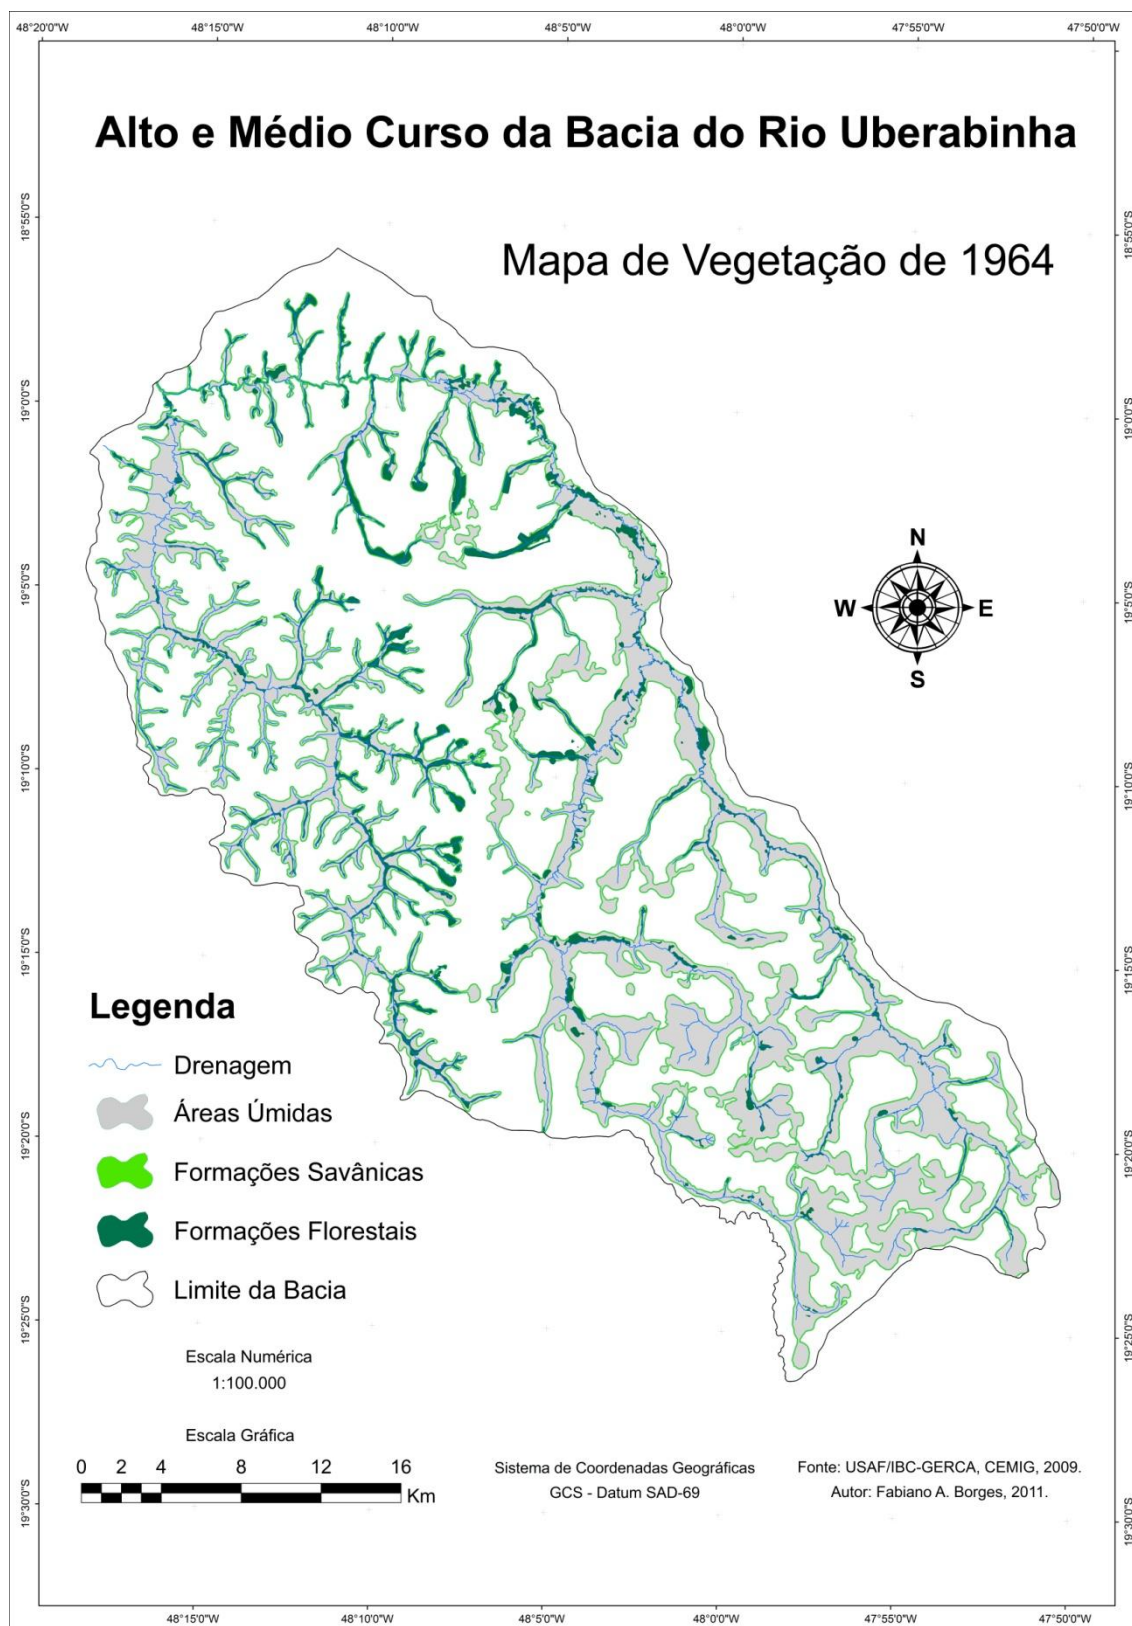 48°20'0"W 48°15'0"W 48°10'0"W 48°5'0"W 48°0'0"W 47°55'0"W 47°50'0"W
Alto e Médio Curso da Bacia do Rio Uberabinha
Mapa de Vegetação de 1964
18°55'0"S 18°55'0"S
19°0'0"S 19°0'0"S
N
W E
S
19°5'0"S 19°5'0"S
19°10'0"S 19°10'0"S
19°15'0"S 19°15'0"S
Legenda
Drenagem
Áreas Úmidas
19°20'0"S 19°20'0"S
Formações Savânicas
Formações Florestais
Limite da Bacia
19°25'0"S 19°25'0"S
Escala Numérica
1:100.000
Escala Gráfica
0 2 4 8 12 16
Km
Sistema de Coordenadas Geográficas
GCS - Datum SAD-69
Fonte: USAF/IBC-GERCA, CEMIG, 2009.
Autor: Fabiano A. Borges, 2011.
19°30'0"S 19°30'0"S
48°15'0"W 48°10'0"W 48°5'0"W 48°0'0"W 47°55'0"W 47°50'0"W